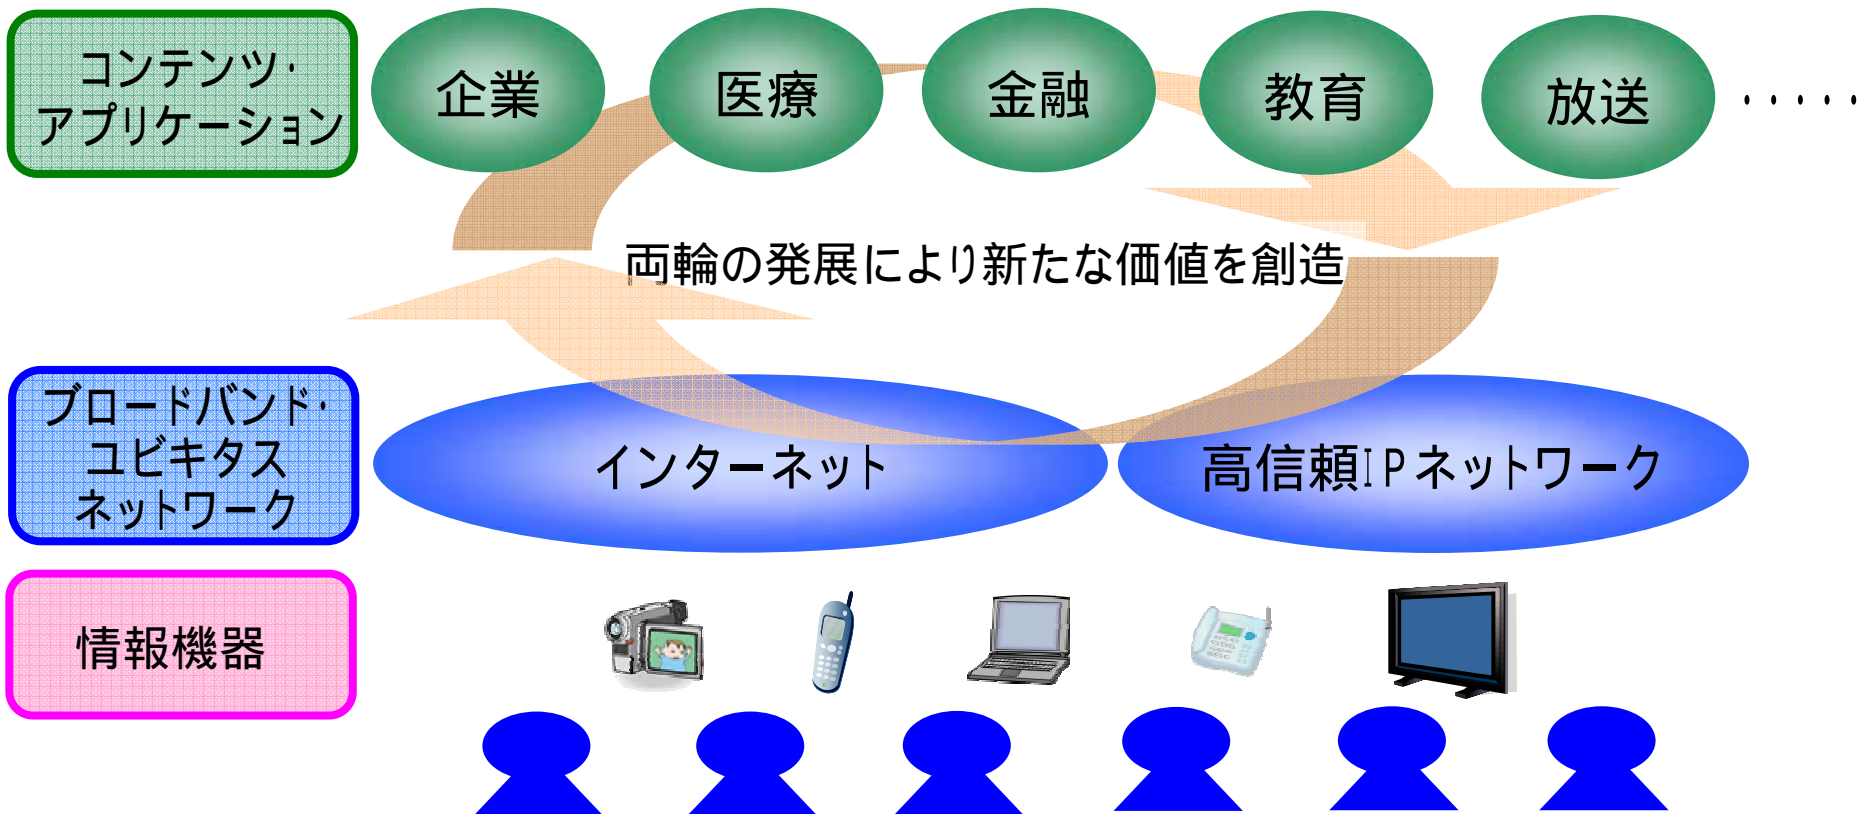 コンテンツ・
アプリケーション
企業
医療
金融
教育
放送
・・・・・
両輪の発展により新たな価値を創造
ブロードバンド・
ユビキタス
ネットワーク
インターネット
高信頼IPネットワーク
情報機器